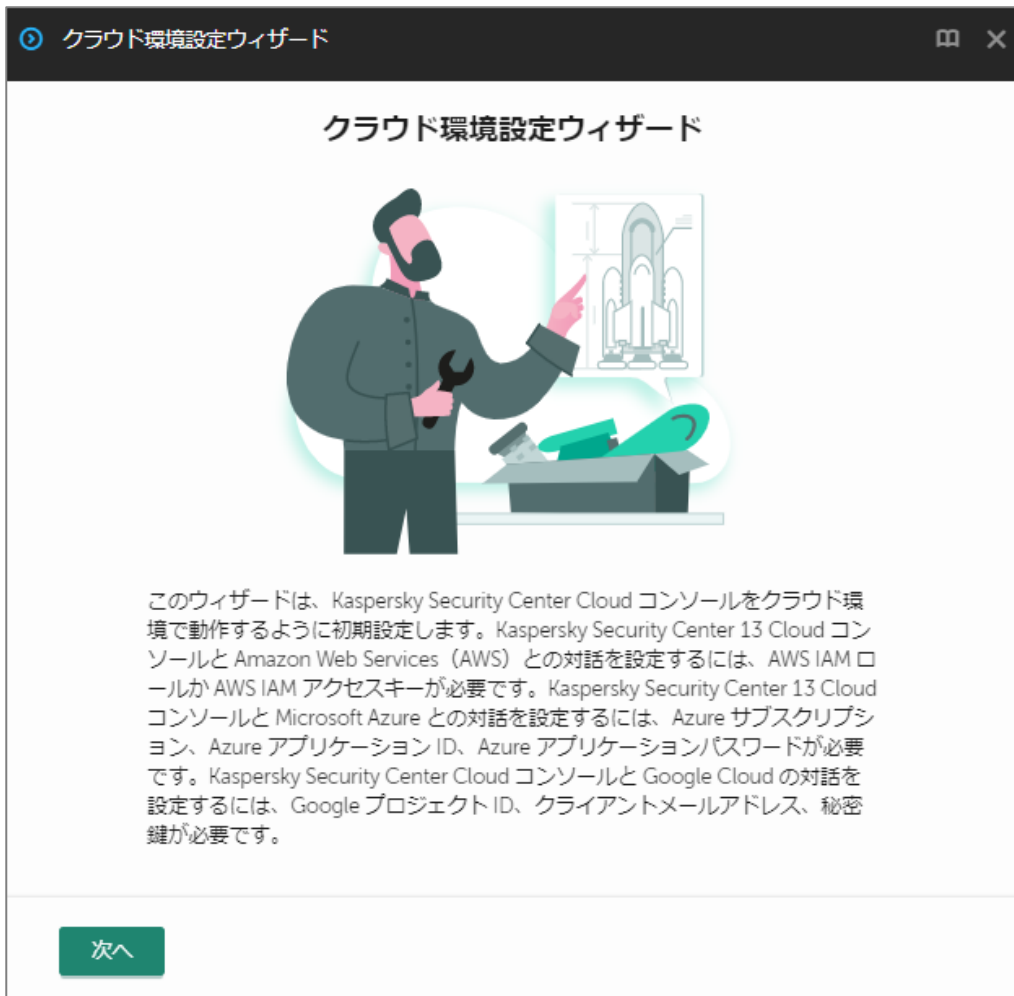 クラウド環境設定ウィザード
クラウド環境設定ウィザード
このウィザードは、Kaspersky Security Center Cloud コンソールをクラウド環
境で動作するように初期設定します。Kaspersky Security Center 13 Cloud コン
ソールと Amazon Web Services（AWS）との対話を設定するには、AWS IAM ロ
ールか AWS IAM アクセスキーが必要です。Kaspersky Security Center 13 Cloud
コンソールと Microsoft Azure との対話を設定するには、Azure サブスクリプシ
ョン、Azure アプリケーション ID、Azure アプリケーションパスワードが必要
です。Kaspersky Security Center Cloud コンソールと Google Cloud の対話を
設定するには、Google プロジェクト ID、クライアントメールアドレス、秘密
鍵が必要です。
次へ